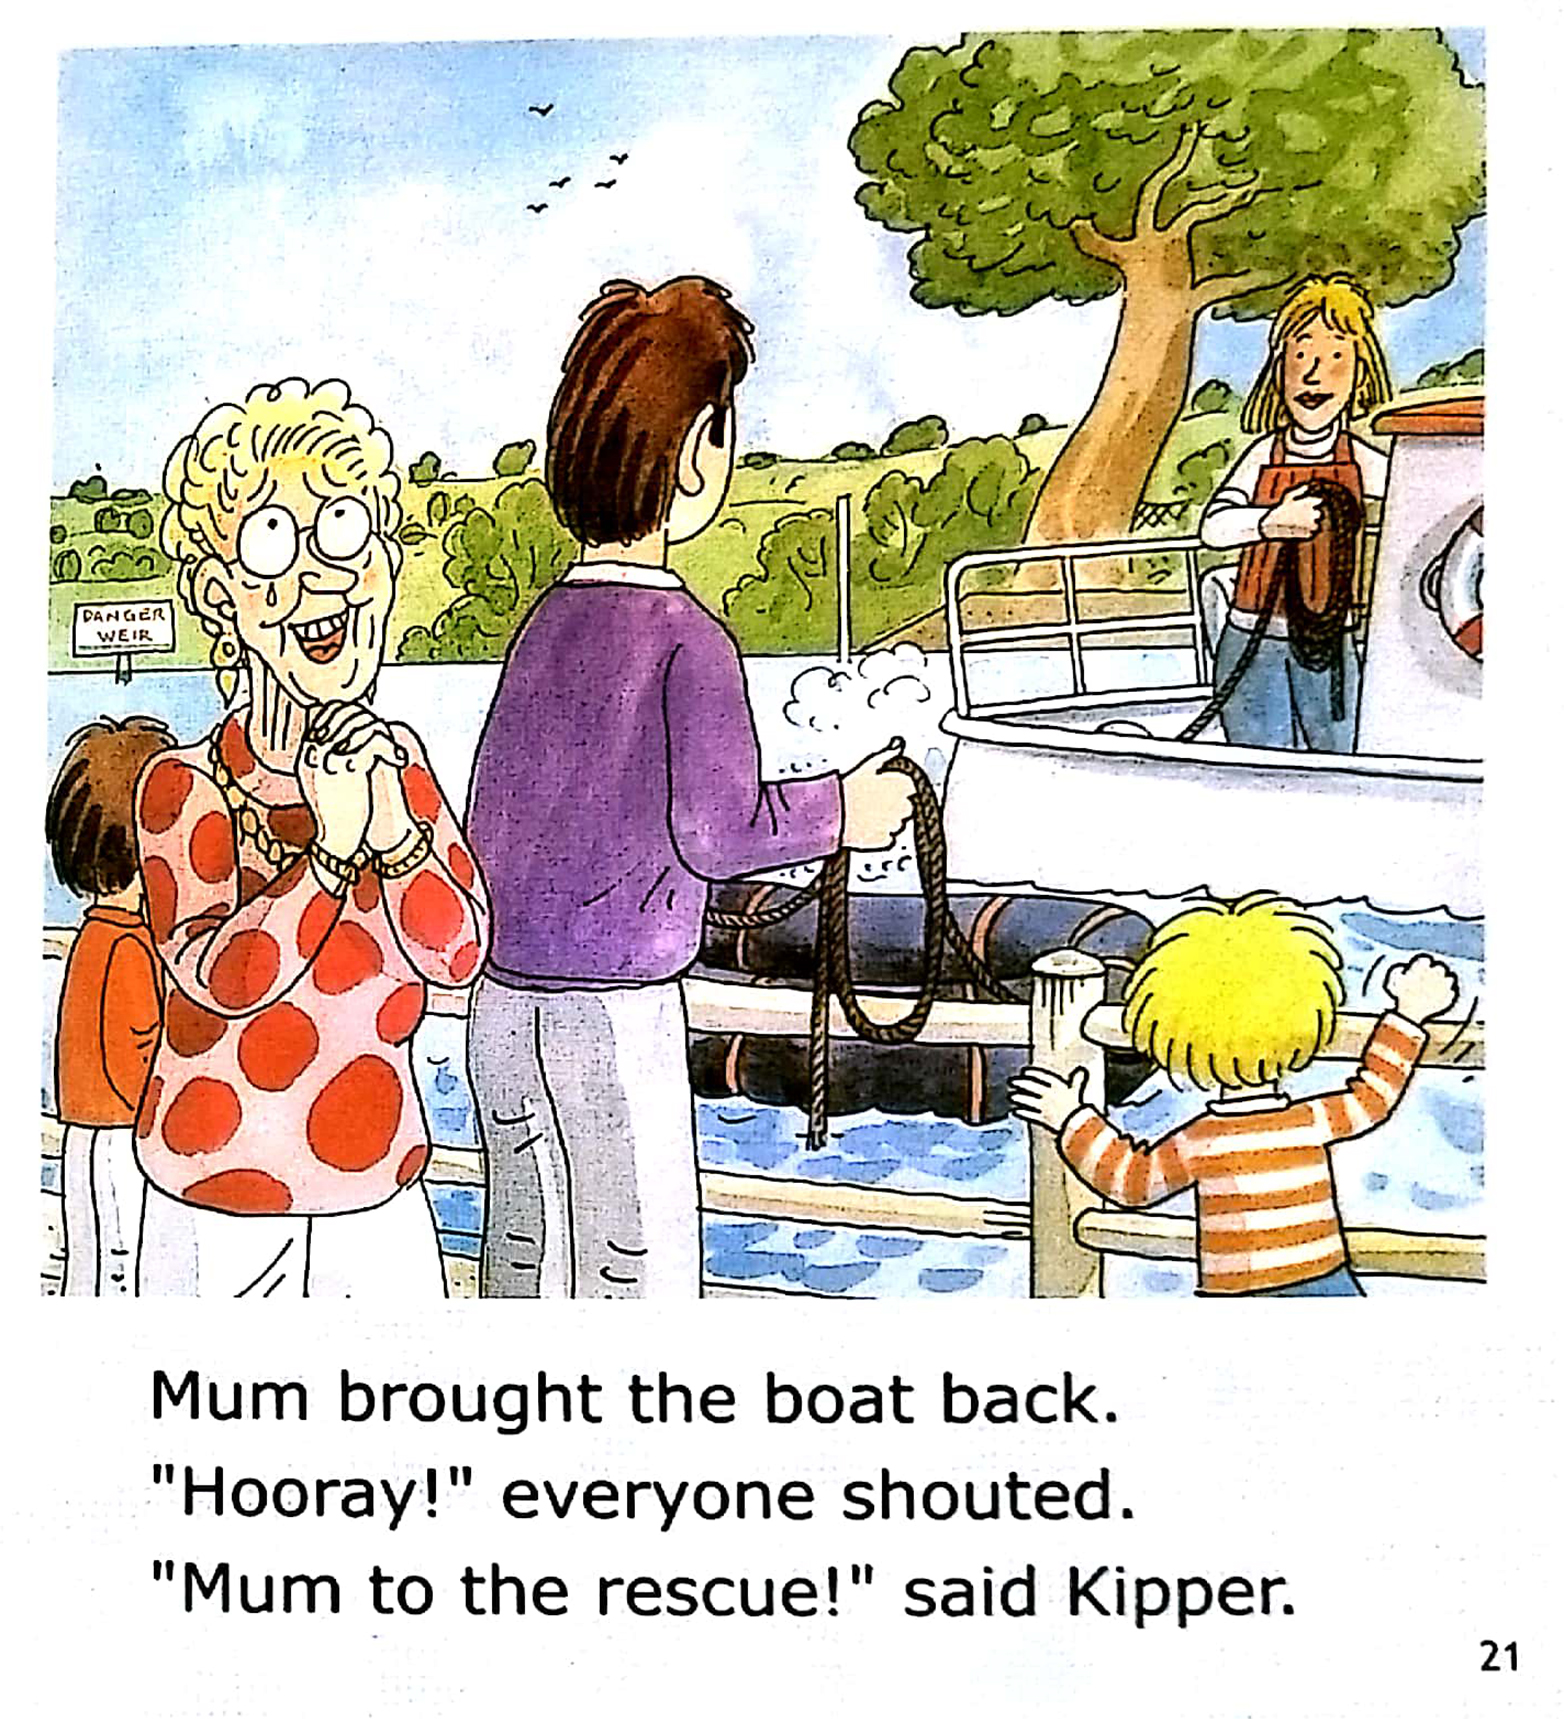 DANGER
WEIR
Mum brought the boat back.
"Hooray!" everyone shouted.
"Mum to the rescue!" said Kipper.
21